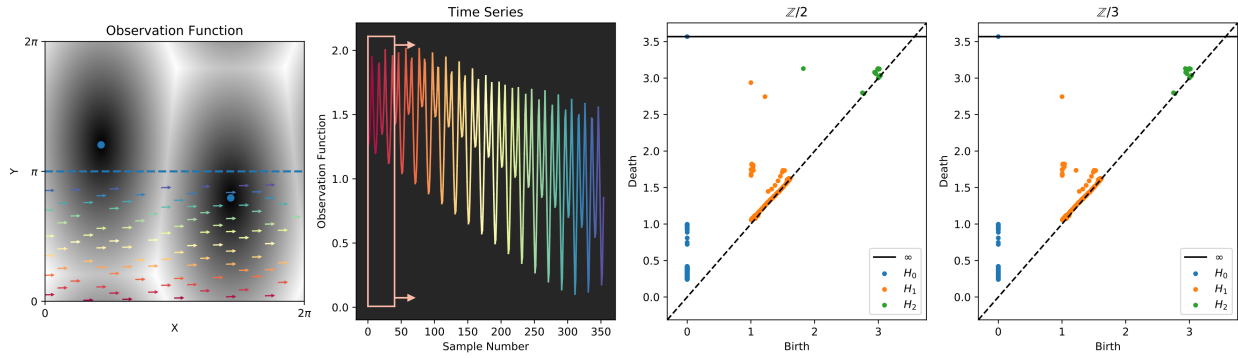 Observation Function
2π
Y
π
0
0
π
2π
X
Time Series
Observation Function
2.0
1.5
1.0
0.5
0.0
0 50 100 150 200 250 300 350
Sample Number
ℤ/2
Death
3.5
3.0
2.5
2.0
1.5
1.0
0.5
0.0
∞
H₀
H₁
H₂
0 1 2 3
Birth
ℤ/3
Death
3.5
3.0
2.5
2.0
1.5
1.0
0.5
0.0
∞
H₀
H₁
H₂
0 1 2 3
Birth